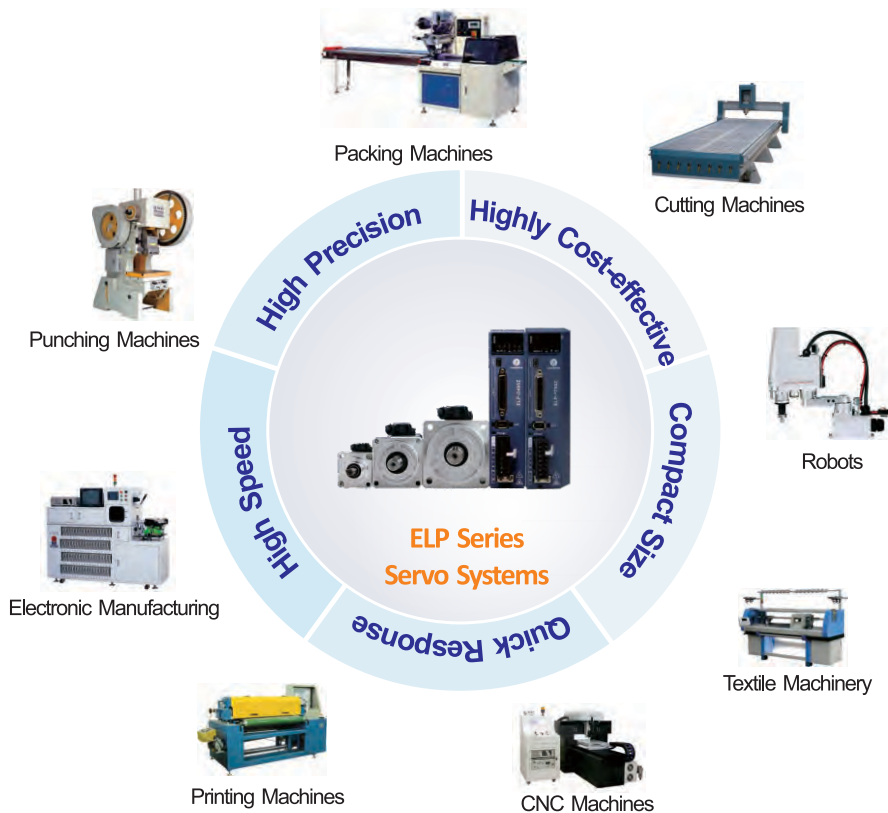 Packing Machines
Cutting Machines
Punching Machines
Robots
Electronic Manufacturing
Textile Machinery
Printing Machines
CNC Machines
High Precision
Highly Cost-effective
Compact Size
Quick Response
High Speed
ELP Series
Servo Systems